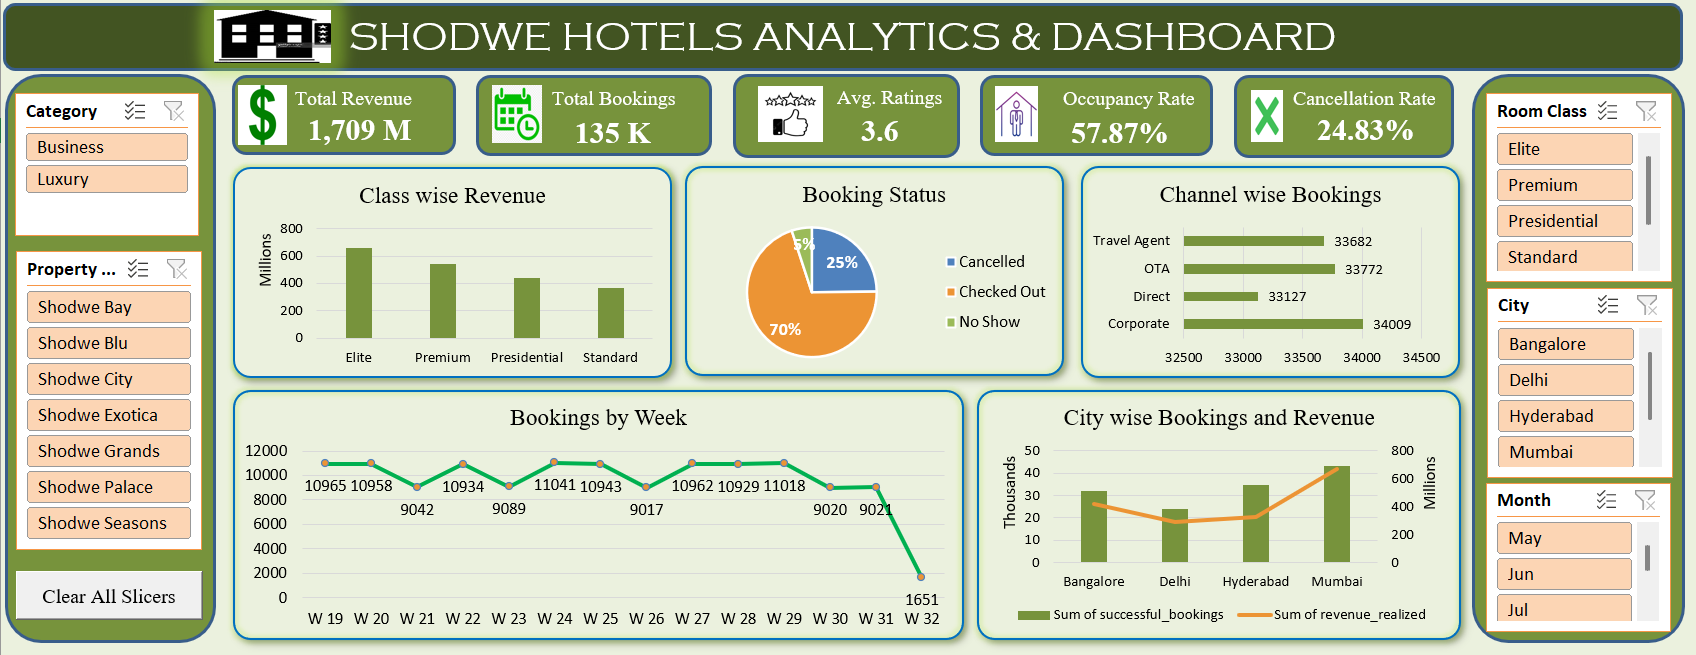 SHODWE HOTELS ANALYTICS & DASHBOARD
Category
Business
Luxury
Property ...
Shodwe Bay
Shodwe Blu
Shodwe City
Shodwe Exotica
Shodwe Grands
Shodwe Palace
Shodwe Seasons
Clear All Slicers
Total Revenue
1,709 M
Total Bookings
135 K
Avg. Ratings
3.6
Occupancy Rate
57.87%
Cancellation Rate
24.83%
Class wise Revenue
Millions
800
600
400
200
0
Elite Premium Presidential Standard
Booking Status
5%
25%
70%
Cancelled
Checked Out
No Show
Channel wise Bookings
Travel Agent 33682
OTA 33772
Direct 33127
Corporate 34009
32500 33000 33500 34000 34500
Bookings by Week
12000
10000
8000
6000
4000
2000
0
10965 10958 9042 10934 9089 11041 10943 9017 10962 10929 11018 9020 9021 1651
W 19 W 20 W 21 W 22 W 23 W 24 W 25 W 26 W 27 W 28 W 29 W 30 W 31 W 32
City wise Bookings and Revenue
Thousands
50
40
30
20
10
0
Millions
800
600
400
200
0
Bangalore Delhi Hyderabad Mumbai
Sum of successful_bookings Sum of revenue_realized
Room Class
Elite
Premium
Presidential
Standard
City
Bangalore
Delhi
Hyderabad
Mumbai
Month
May
Jun
Jul